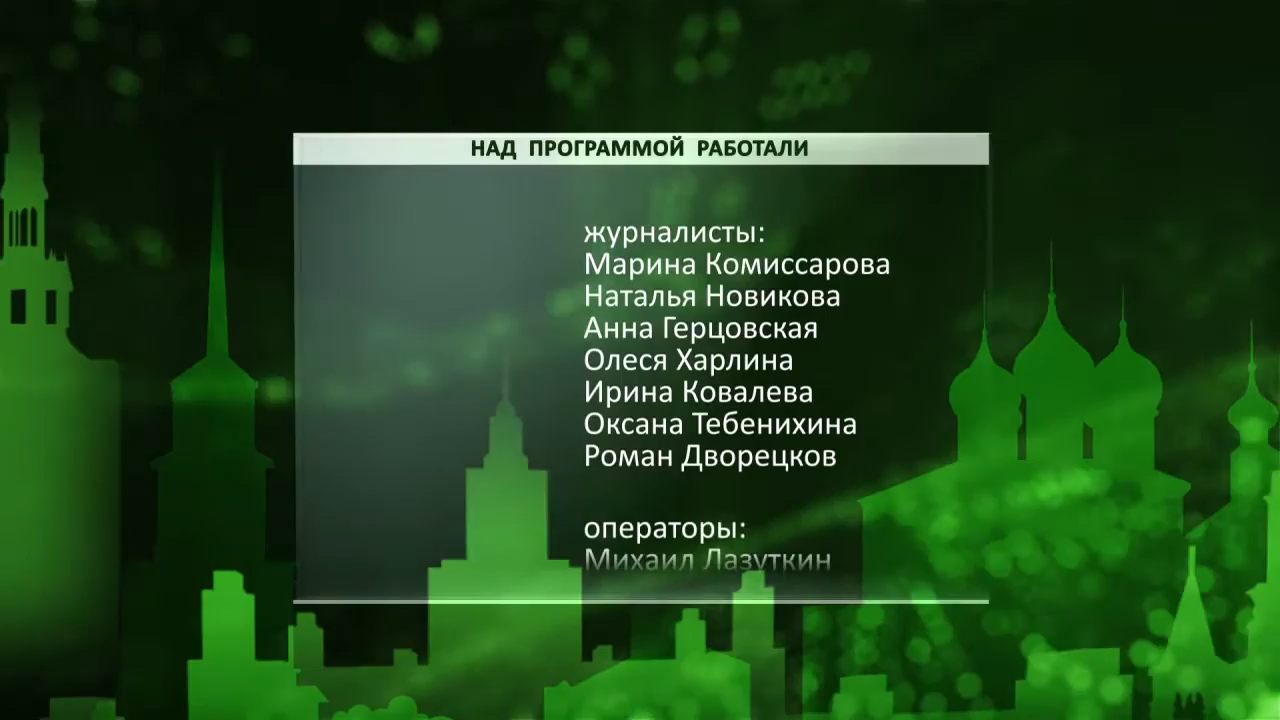 НАД ПРОГРАММОЙ РАБОТАЛИ
журналисты:
Марина Комиссарова
Наталья Новикова
Анна Герцовская
Олеся Харлина
Ирина Ковалева
Оксана Тебенихина
Роман Дворецков
операторы:
Михаил Лазуткин